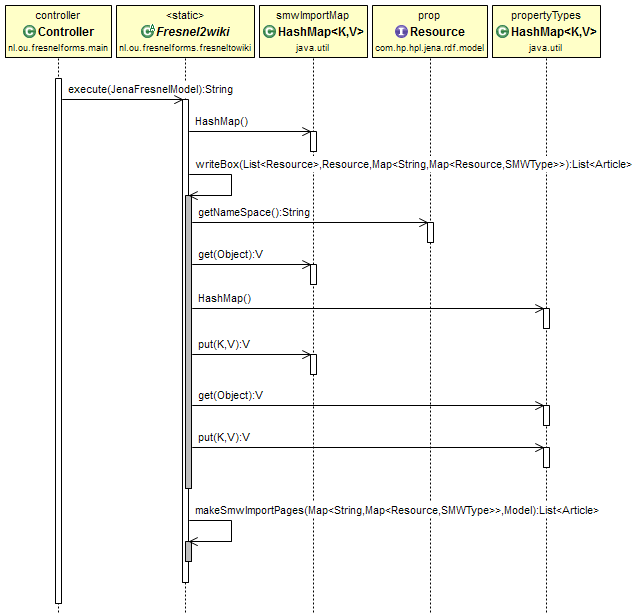 controller
C Controller
nl.ou.fresnelforms.main
<static>
C Fresnel2wiki
nl.ou.fresnelforms.fresneltowiki
smwImportMap
C HashMap<K,V>
java.util
prop
I Resource
com.hp.hpl.jena.rdf.model
propertyTypes
C HashMap<K,V>
java.util
execute(JenaFresnelModel):String
HashMap()
writeBox(List<Resource>,Resource,Map<String,Map<Resource,SMWType>>):List<Article>
getNameSpace():String
get(Object):V
HashMap()
put(K,V):V
get(Object):V
put(K,V):V
makeSmwImportPages(Map<String,Map<Resource,SMWType>>,Model):List<Article>